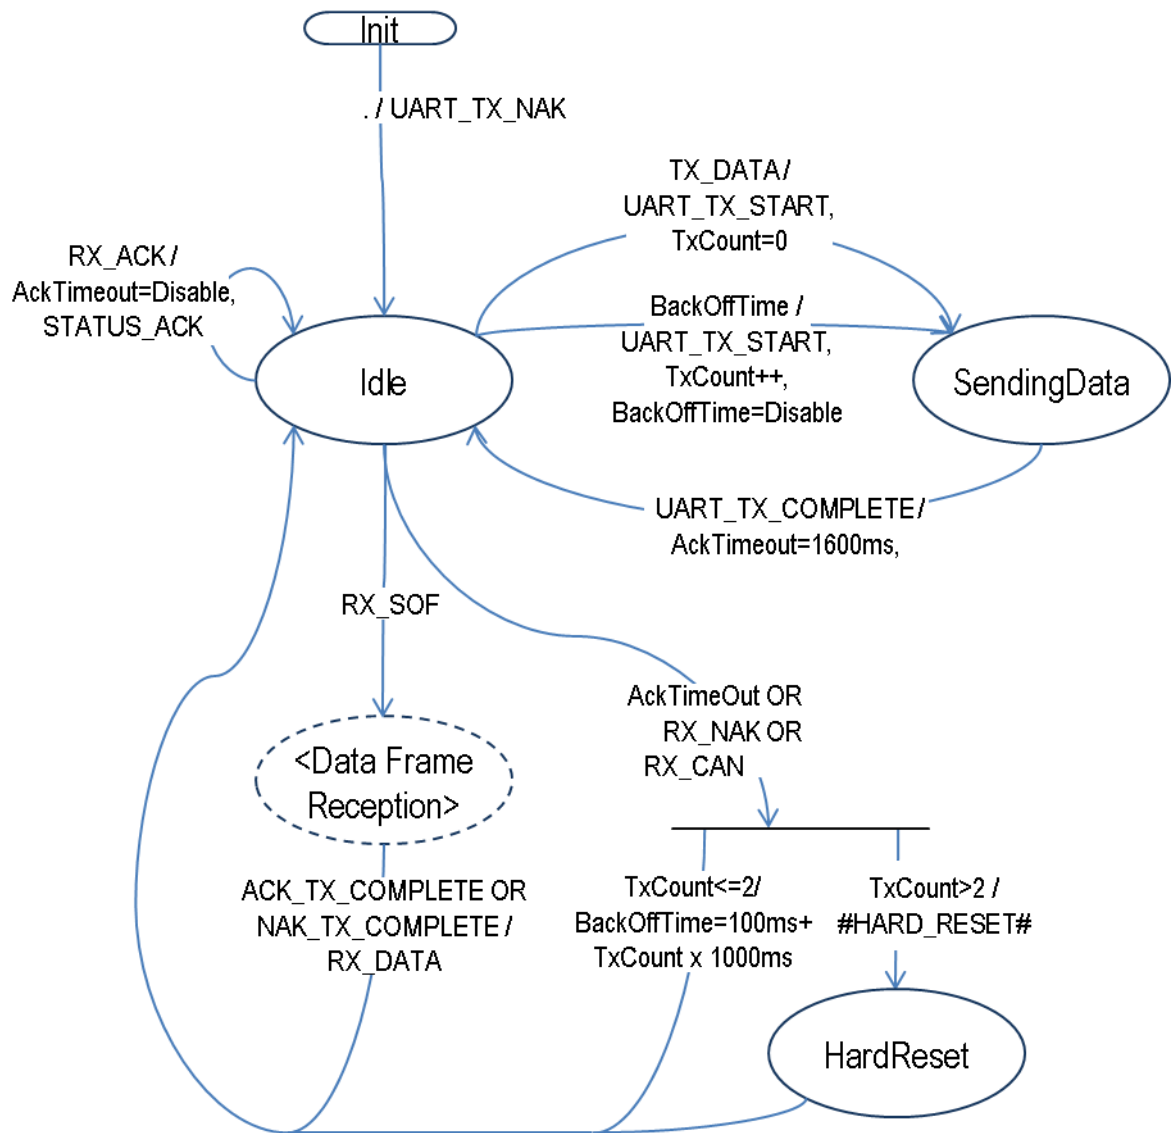 Init
. / UART_TX_NAK
TX_DATA /
UART_TX_START,
TxCount=0
RX_ACK /
AckTimeout=Disable,
STATUS_ACK
BackOffTime /
UART_TX_START,
TxCount++,
BackOffTime=Disable
Idle
SendingData
UART_TX_COMPLETE /
AckTimeout=1600ms,
RX_SOF
AckTimeOut OR
RX_NAK OR
RX_CAN
<Data Frame
Reception>
ACK_TX_COMPLETE OR
NAK_TX_COMPLETE /
RX_DATA
TxCount<=2/
BackOffTime=100ms+
TxCount x 1000ms
TxCount>2 /
#HARD_RESET#
HardReset